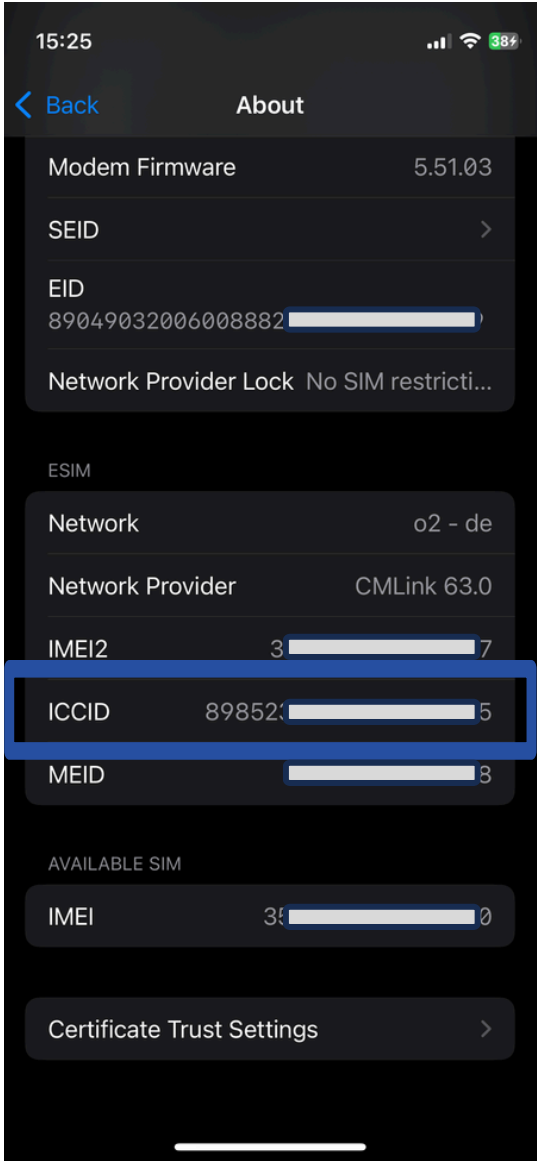 15:25
38
Back
About
Modem Firmware 5.51.03
SEID
EID
89049032006008882
Network Provider Lock No SIM restricti...
ESIM
Network o2 - de
Network Provider CMLink 63.0
IMEI2 3 7
ICCID 89852 5
MEID 8
AVAILABLE SIM
IMEI 35 0
Certificate Trust Settings